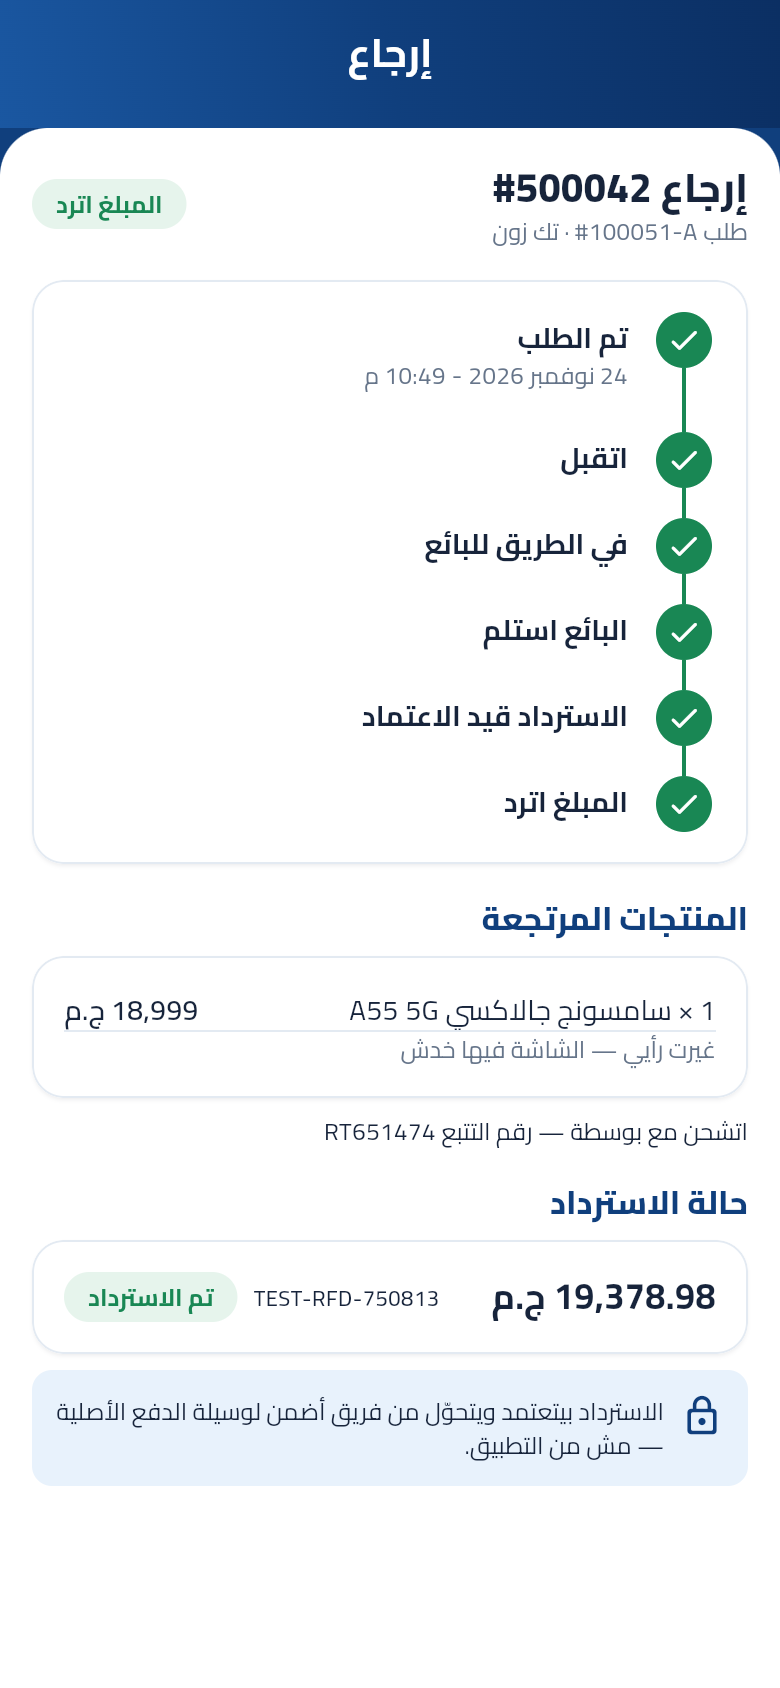 إرجاع
إرجاع 500042#
المبلغ اترد
طلب 100051-A# · تك زون
تم الطلب
24 نوفمبر 2026 - 10:49 م
اتقبل
في الطريق للبائع
البائع استلم
الاسترداد قيد الاعتماد
المبلغ اترد
المنتجات المرتجعة
1 × سامسونج جالاكسي A55 5G
18,999 ج.م
غيرت رأيي — الشاشة فيها خدش
اتشحن مع بوسطة — رقم التتبع RT651474
حالة الاسترداد
19,378.98 ج.م
TEST-RFD-750813
تم الاسترداد
الاسترداد بيتعتمد ويتحوّل من فريق أضمن لوسيلة الدفع الأصلية
— مش من التطبيق.